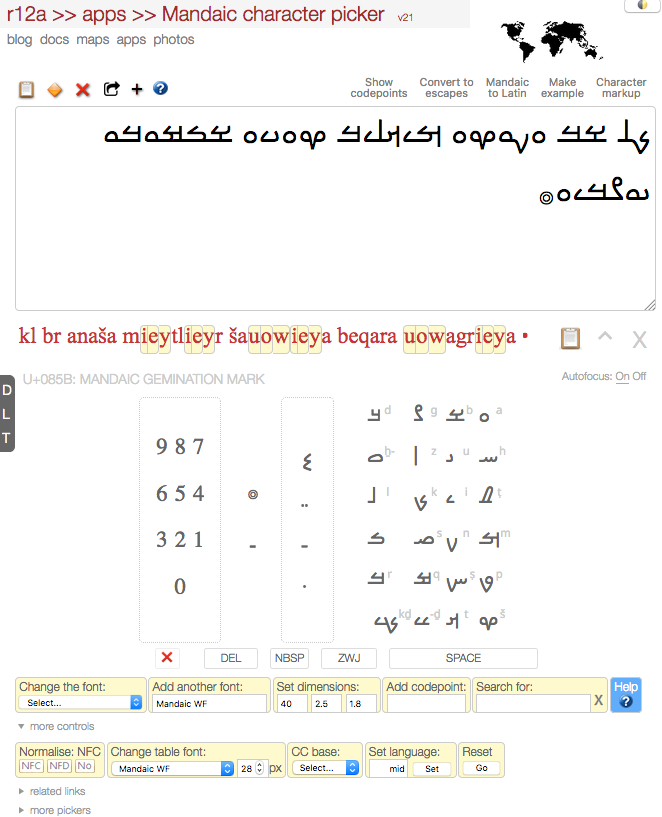 r12a >> apps >> Mandaic character picker v21
blog docs maps apps photos
Show codepoints
Convert to escapes
Mandaic to Latin
Make example
Character markup
ࡊࡋ ࡁࡓ ࡀࡍࡀࡔࡀ ࡌࡉࡕࡋࡉࡓ ࡔࡀࡅࡉࡀ ࡁࡏࡒࡀࡓࡀ
ࡅࡀࡂࡓࡉࡀ࡞
kl br anaša mieytlieyr šauowieya beqara uowagrieya •
U+085B: MANDAIC GEMINATION MARK
Autofocus: On Off
D
L
T
9 8 7
6 5 4
3 2 1
0
ࡃ d ࡂ g ࡁ b ࡀ a
ࡆ z ࡅ u ࡄ h
ࡋ l ࡊ k ࡉ i ࡈ ṭ
ࡏ ࡎ s ࡍ n ࡌ m
ࡓ r ࡒ q ࡑ ṣ ࡐ p
ࡗ kḏ ࡖ -ḏ ࡕ t ࡔ š
DEL NBSP ZWJ SPACE
Change the font: Add another font: Set dimensions: Add codepoint: Search for: Help
Select... Mandaic WF 40 2.5 1.8 X ?
▼ more controls
Normalise: NFC Change table font: CC base: Set language: Reset
NFC NFD No Mandaic WF 28 px Select... mid Set Go
▶ related links
▶ more pickers